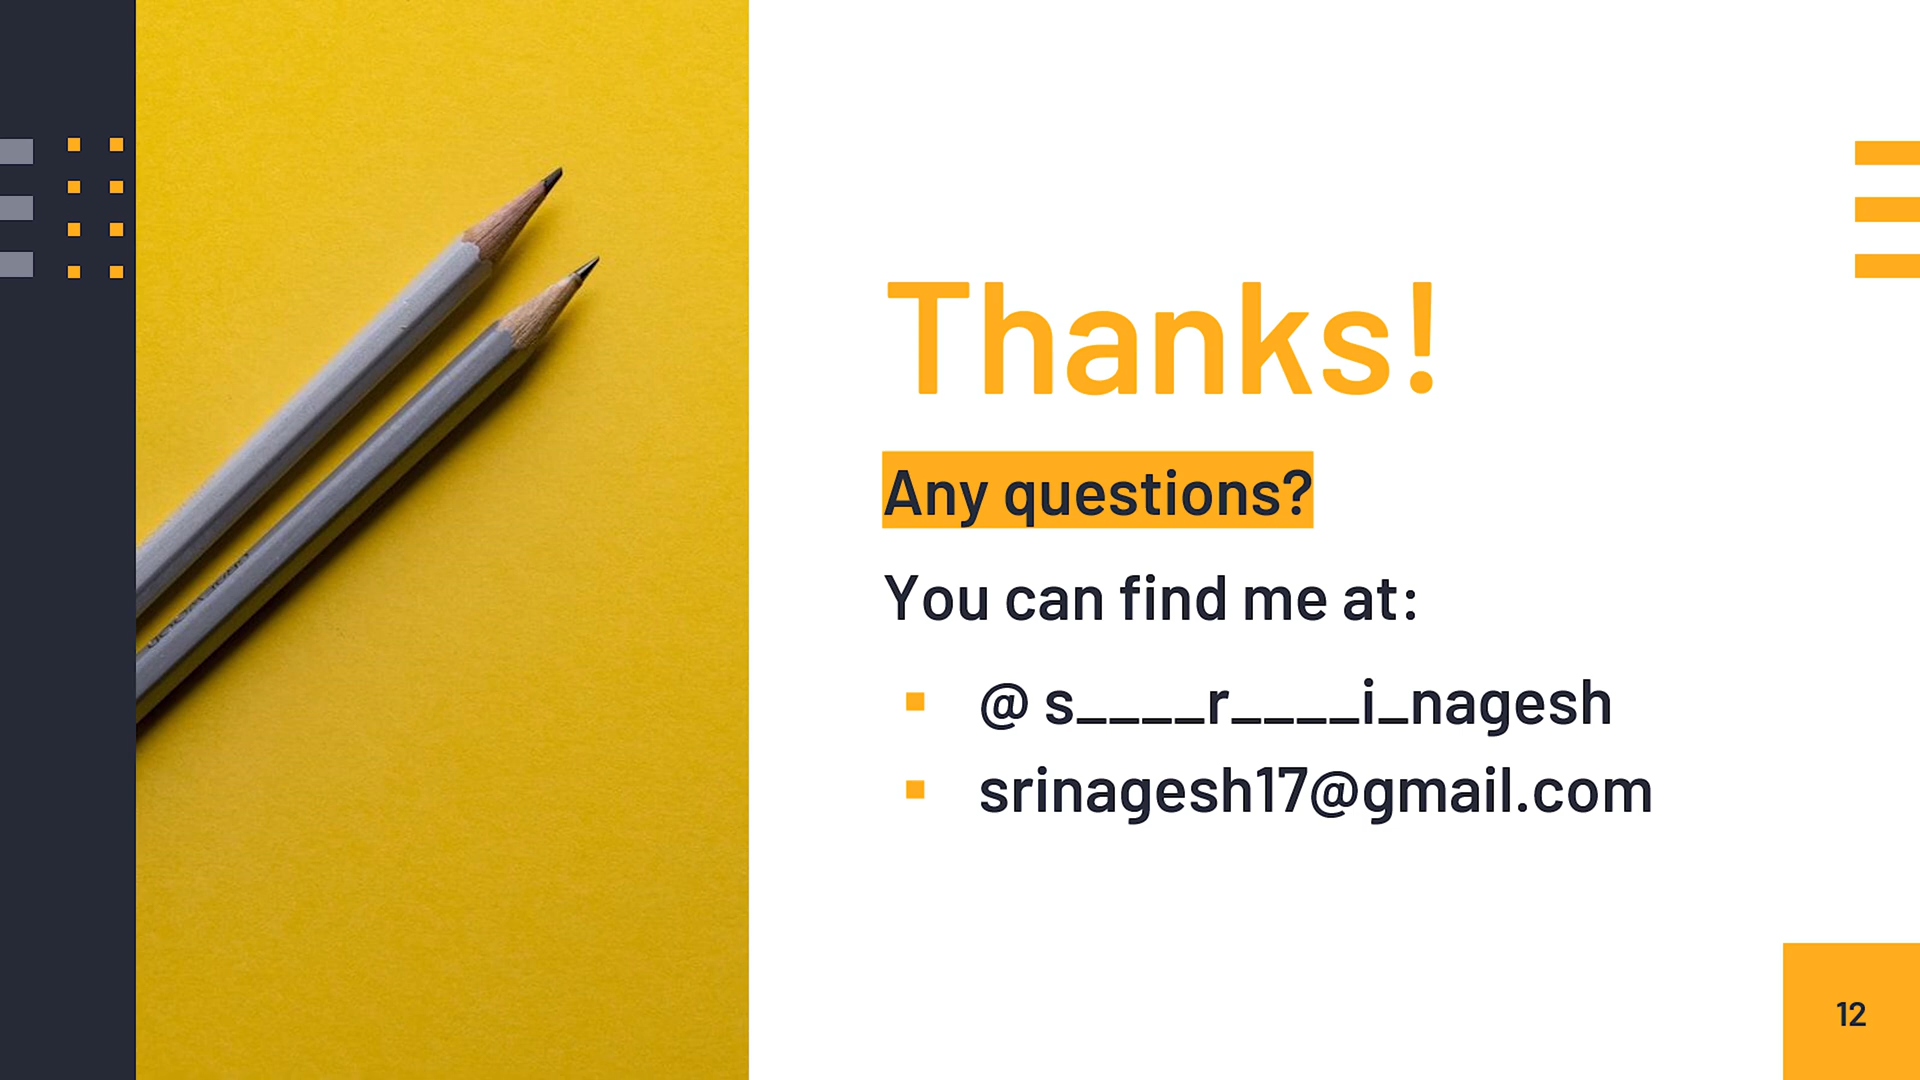 Thanks!
Any questions?
You can find me at:
@ s____r____i_nagesh
srinagesh17@gmail.com
12